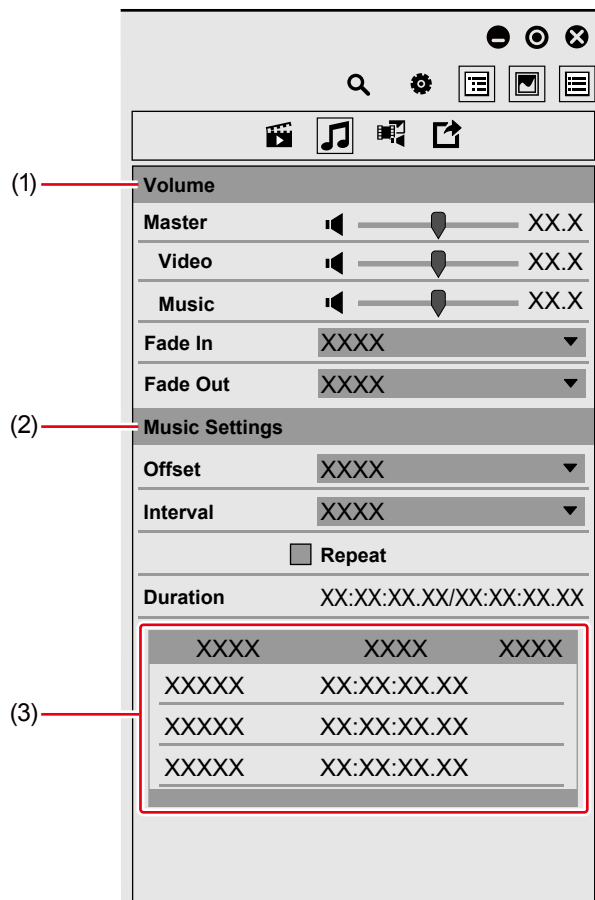 (1)
Volume
Master XX.X
Video XX.X
Music XX.X
Fade In XXXX
Fade Out XXXX
(2)
Music Settings
Offset XXXX
Interval XXXX
Repeat
Duration XX:XX:XX.XX/XX:XX:XX.XX
(3)
XXXX XXXX XXXX
XXXXX XX:XX:XX.XX
XXXXX XX:XX:XX.XX
XXXXX XX:XX:XX.XX